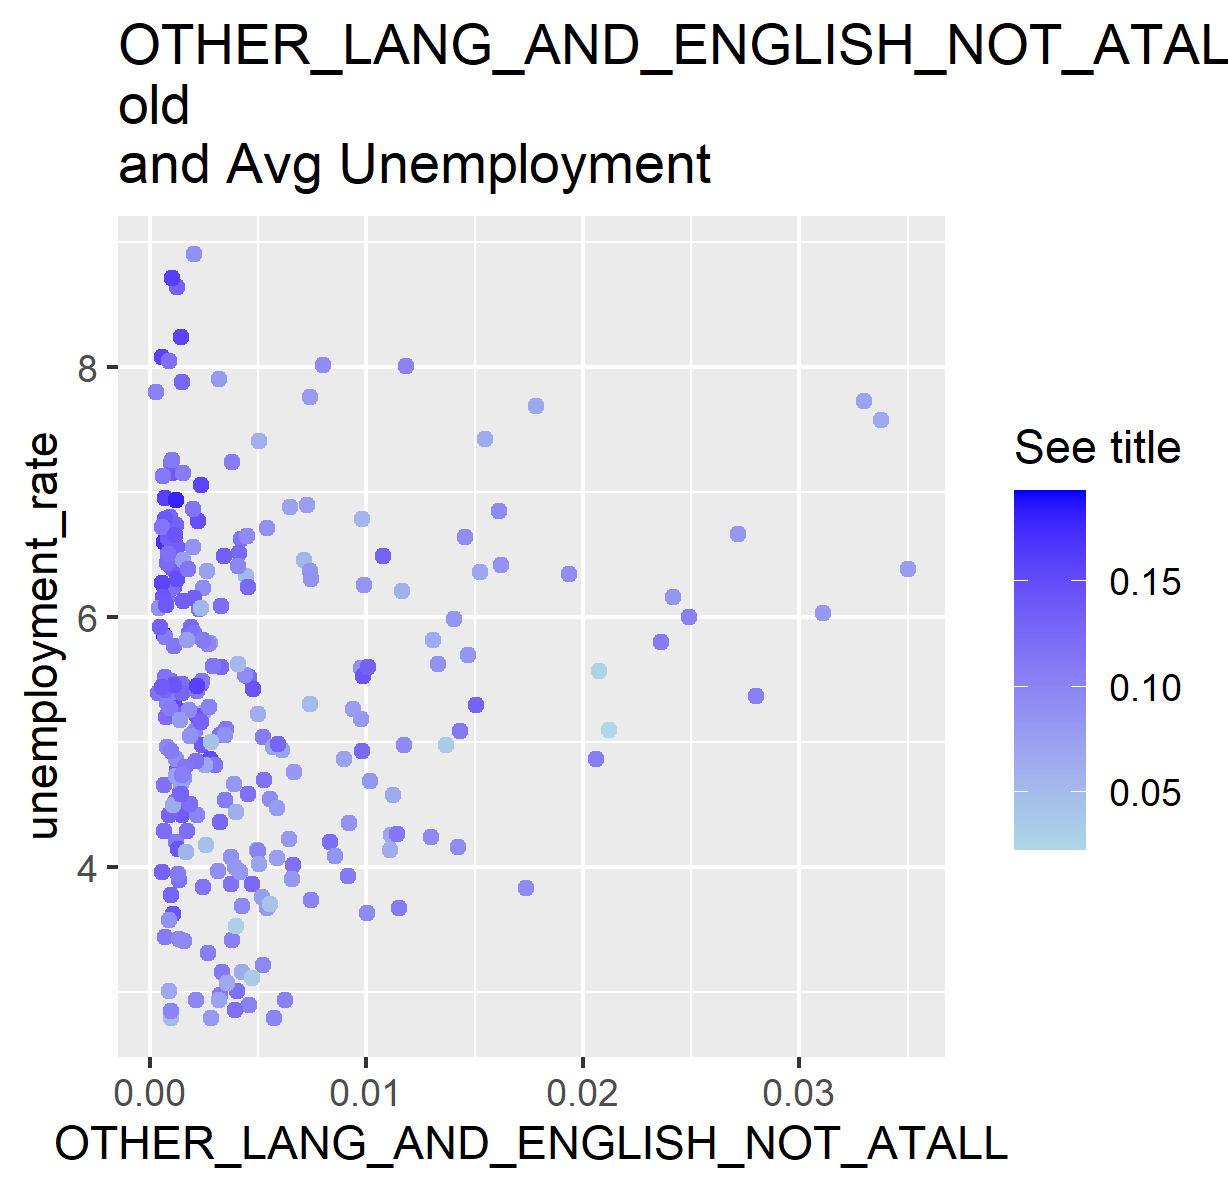 OTHER_LANG_AND_ENGLISH_NOT_ATAL
old
and Avg Unemployment
unemployment_rate
8
6
4
0.00 0.01 0.02 0.03
OTHER_LANG_AND_ENGLISH_NOT_ATALL
See title
0.15
0.10
0.05